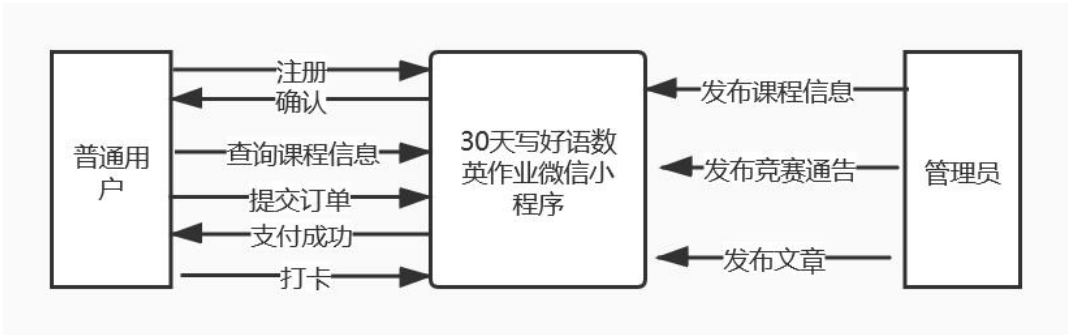 注册
确认
查询课程信息
提交订单
支付成功
打卡
普通用
户
30天写好语数
英作业微信小
程序
发布课程信息
发布竞赛通告
发布文章
管理员